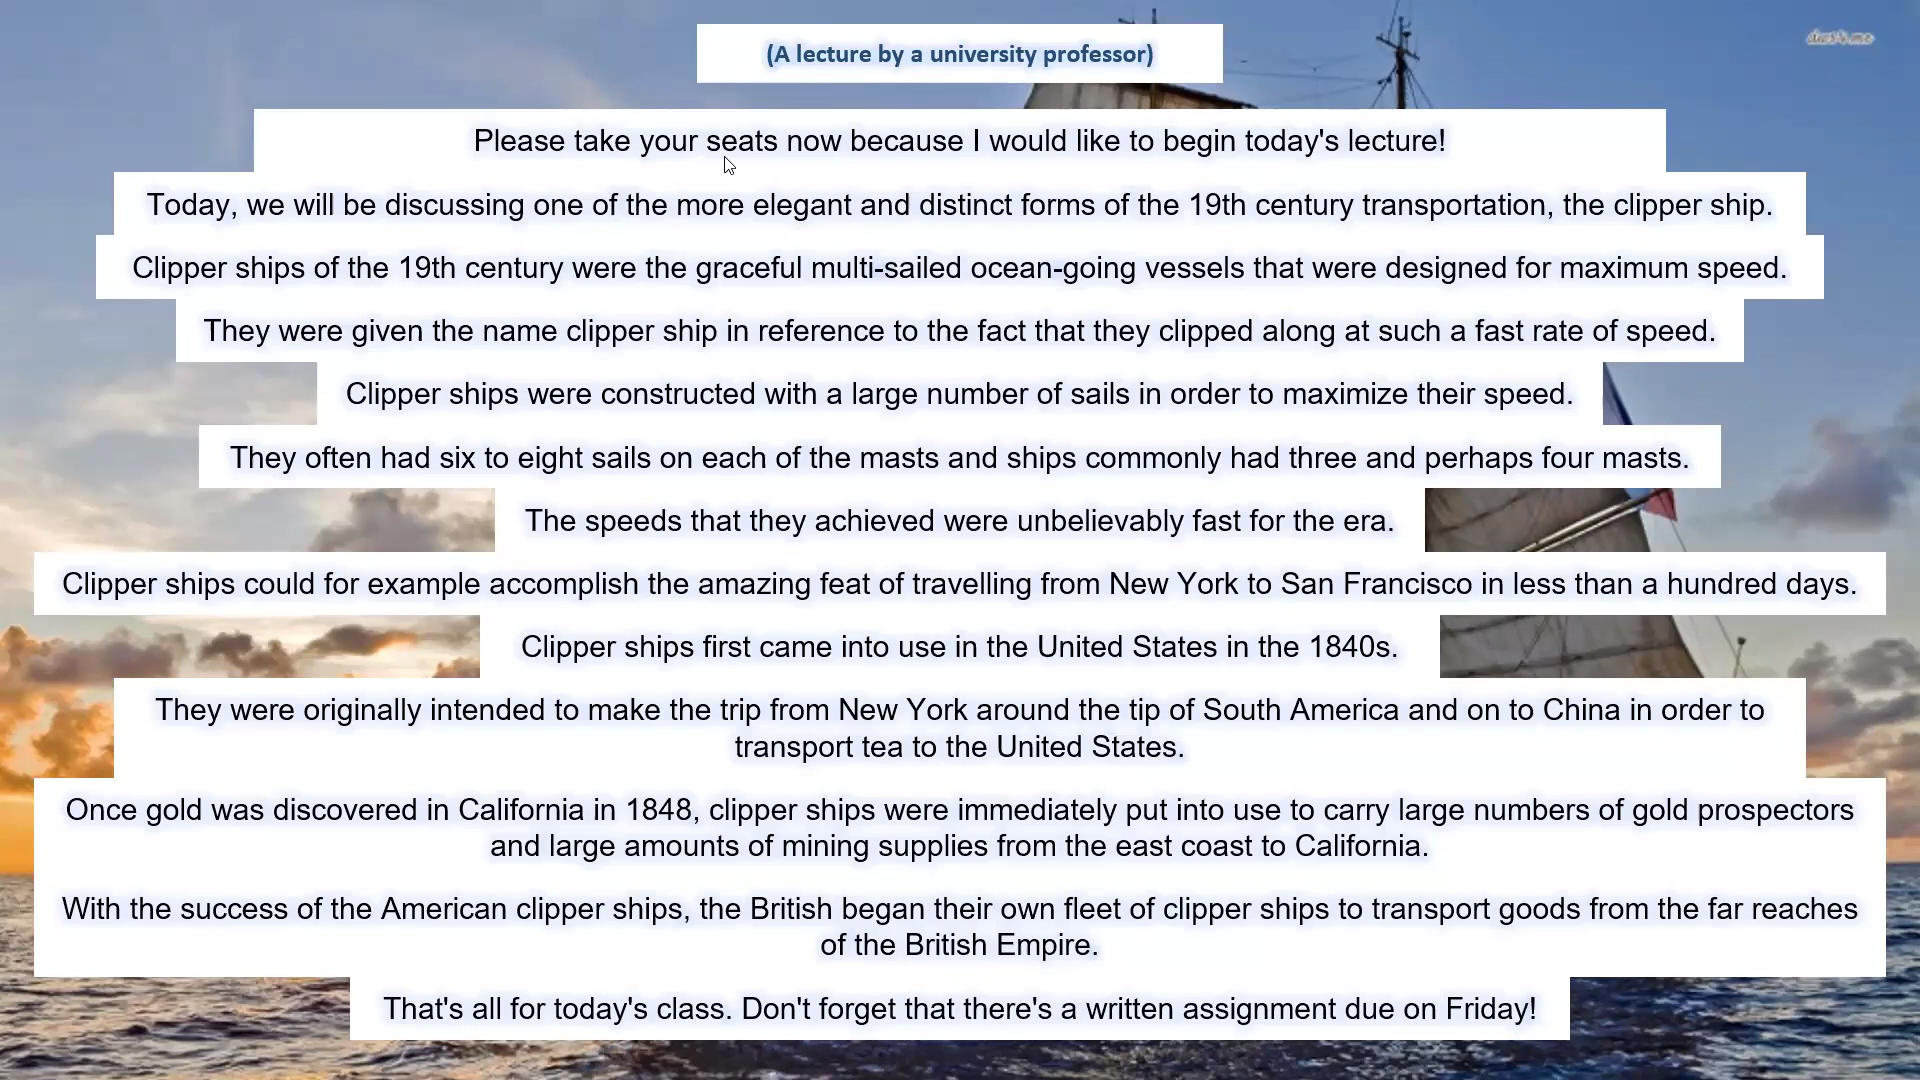 (A lecture by a university professor)
Please take your seats now because I would like to begin today's lecture!
Today, we will be discussing one of the more elegant and distinct forms of the 19th century transportation, the clipper ship.
Clipper ships of the 19th century were the graceful multi-sailed ocean-going vessels that were designed for maximum speed.
They were given the name clipper ship in reference to the fact that they clipped along at such a fast rate of speed.
Clipper ships were constructed with a large number of sails in order to maximize their speed.
They often had six to eight sails on each of the masts and ships commonly had three and perhaps four masts.
The speeds that they achieved were unbelievably fast for the era.
Clipper ships could for example accomplish the amazing feat of travelling from New York to San Francisco in less than a hundred days.
Clipper ships first came into use in the United States in the 1840s.
They were originally intended to make the trip from New York around the tip of South America and on to China in order to
transport tea to the United States.
Once gold was discovered in California in 1848, clipper ships were immediately put into use to carry large numbers of gold prospectors
and large amounts of mining supplies from the east coast to California.
With the success of the American clipper ships, the British began their own fleet of clipper ships to transport goods from the far reaches
of the British Empire.
That's all for today's class. Don't forget that there's a written assignment due on Friday!